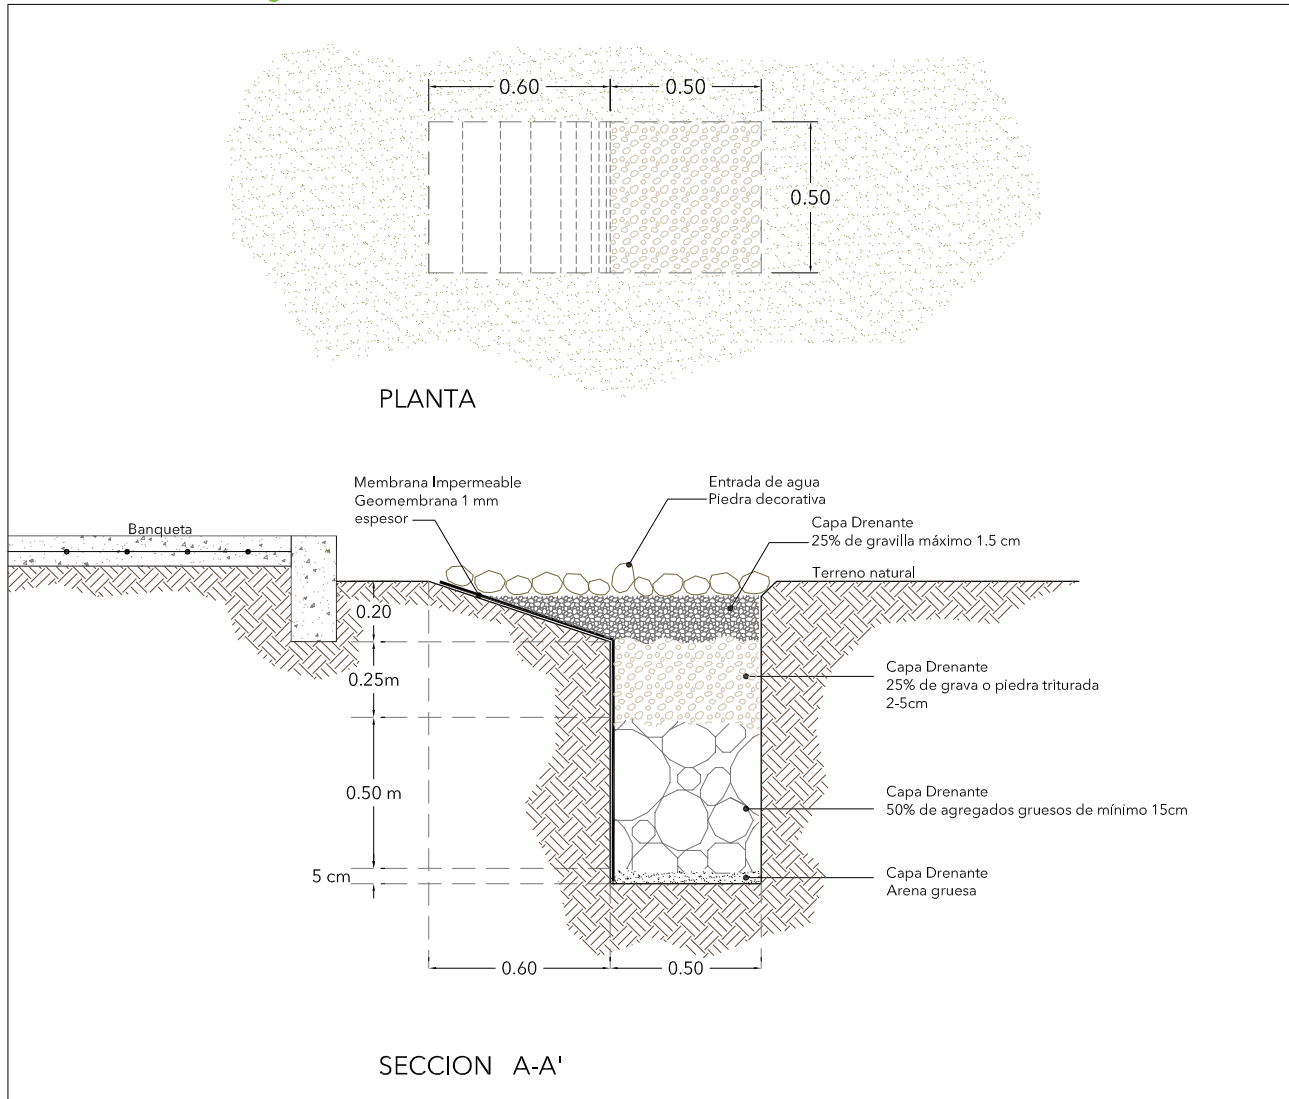 0.60
0.50
0.50
PLANTA
Membrana Impermeable
Geomembrana 1 mm
espesor
Entrada de agua
Piedra decorativa
Banqueta
Capa Drenante
25% de gravilla máximo 1.5 cm
Terreno natural
0.20
0.25m
Capa Drenante
25% de grava o piedra triturada
2-5cm
0.50 m
Capa Drenante
50% de agregados gruesos de mínimo 15cm
5 cm
Capa Drenante
Arena gruesa
0.60
0.50
SECCION A-A'